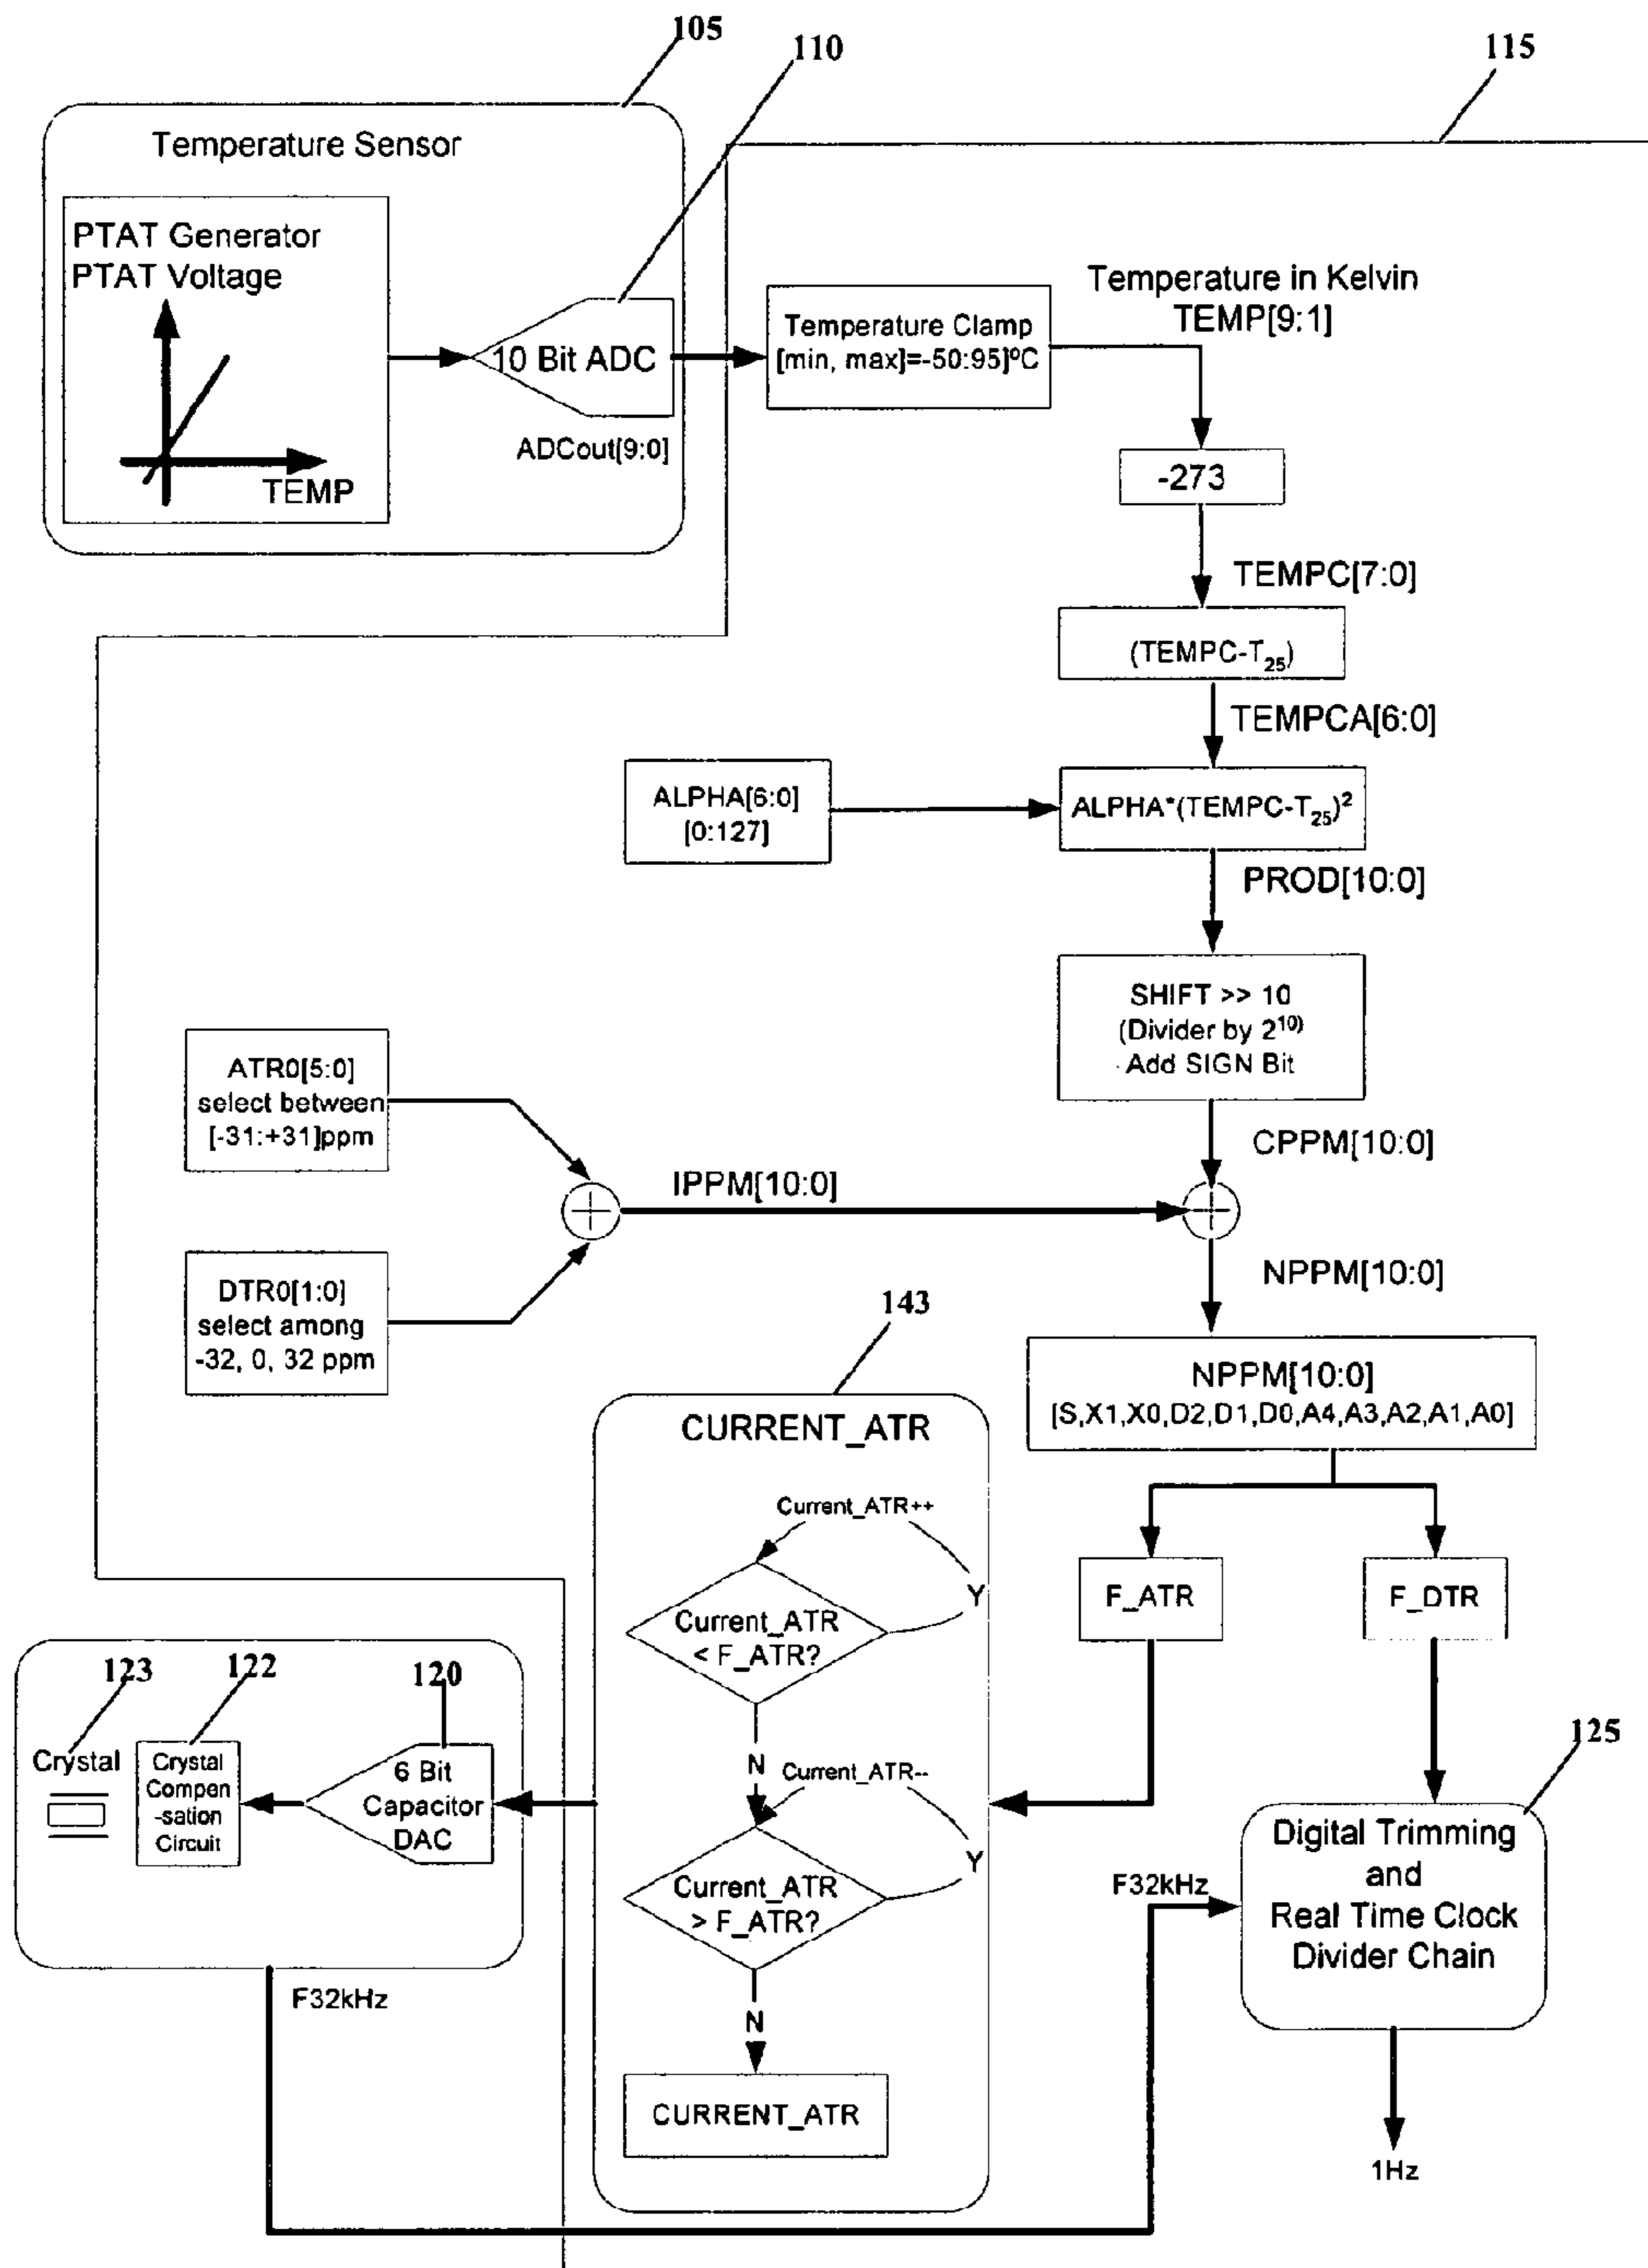 105
110
115
Temperature Sensor
PTAT Generator
PTAT Voltage
TEMP
10 Bit ADC
ADCout[9:0]
Temperature Clamp
[min, max]=-50:95]ºC
Temperature in Kelvin
TEMP[9:1]
-273
TEMPC[7:0]
(TEMPC-T25)
TEMPCA[6:0]
ALPHA[6:0]
[0:127]
ALPHA*(TEMPC-T25)²
PROD[10:0]
SHIFT >> 10
(Divider by 2¹⁰⁾
Add SIGN Bit
ATR0[5:0]
select between
[-31:+31]ppm
CPPM[10:0]
IPPM[10:0]
DTR0[1:0]
select among
-32, 0, 32 ppm
NPPM[10:0]
143
NPPM[10:0]
[S,X1,X0,D2,D1,D0,A4,A3,A2,A1,A0]
CURRENT_ATR
Current_ATR++
Y
Current_ATR
< F_ATR?
F_ATR
F_DTR
N
Current_ATR--
Y
Current_ATR
> F_ATR?
N
CURRENT_ATR
123
122
120
Crystal
Crystal
Compen
-sation
Circuit
6 Bit
Capacitor
DAC
F32kHz
125
Digital Trimming
and
Real Time Clock
Divider Chain
F32kHz
1Hz